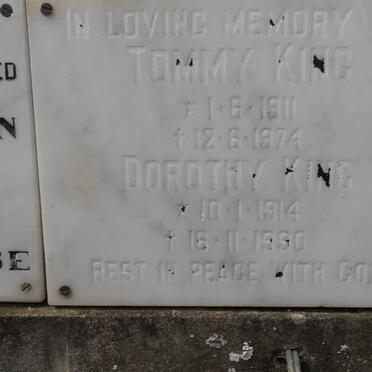 IN LOVING MEMORY
TOMMY KING
* 1·6·1911
† 12·6·1974
DOROTHY KING
* 10·1·1914
† 16·11·1990
REST IN PEACE WITH GOD